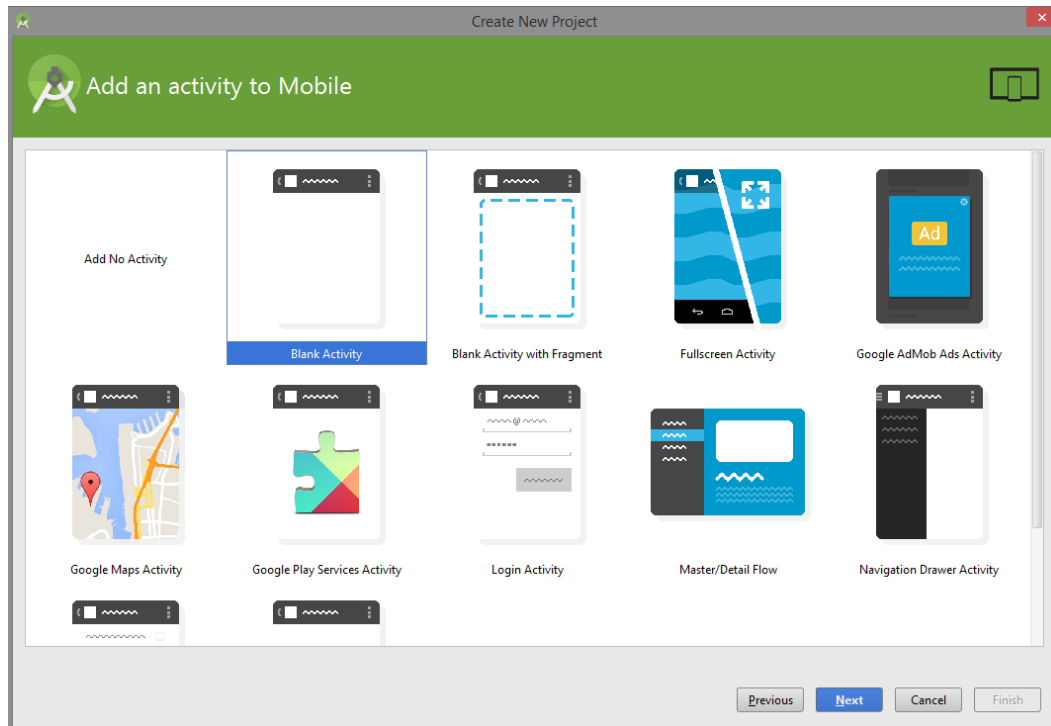 Create New Project
Add an activity to Mobile
Add No Activity
Blank Activity
Blank Activity with Fragment
Fullscreen Activity
Ad
Google AdMob Ads Activity
Google Maps Activity
Google Play Services Activity
@
Login Activity
Master/Detail Flow
Navigation Drawer Activity
Previous
Next
Cancel
Finish